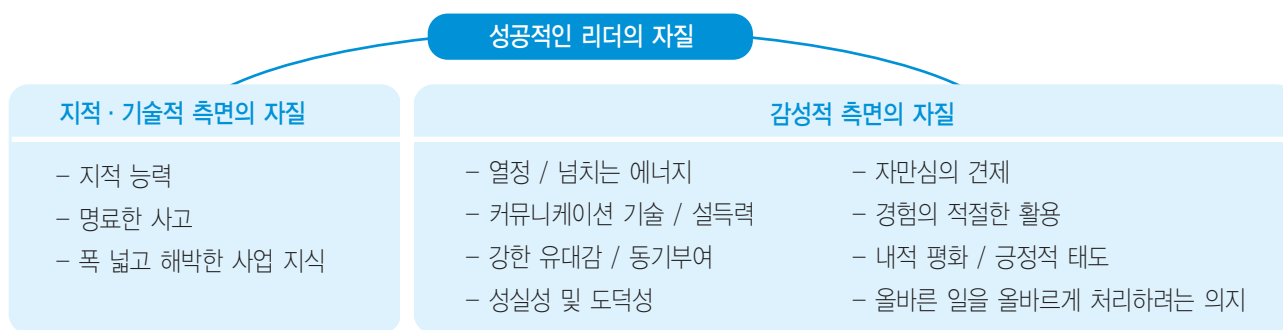 성공적인 리더의 자질
지적 · 기술적 측면의 자질
– 지적 능력
– 명료한 사고
– 폭 넓고 해박한 사업 지식
감성적 측면의 자질
– 열정 / 넘치는 에너지
– 커뮤니케이션 기술 / 설득력
– 강한 유대감 / 동기부여
– 성실성 및 도덕성
– 자만심의 견제
– 경험의 적절한 활용
– 내적 평화 / 긍정적 태도
– 올바른 일을 올바르게 처리하려는 의지